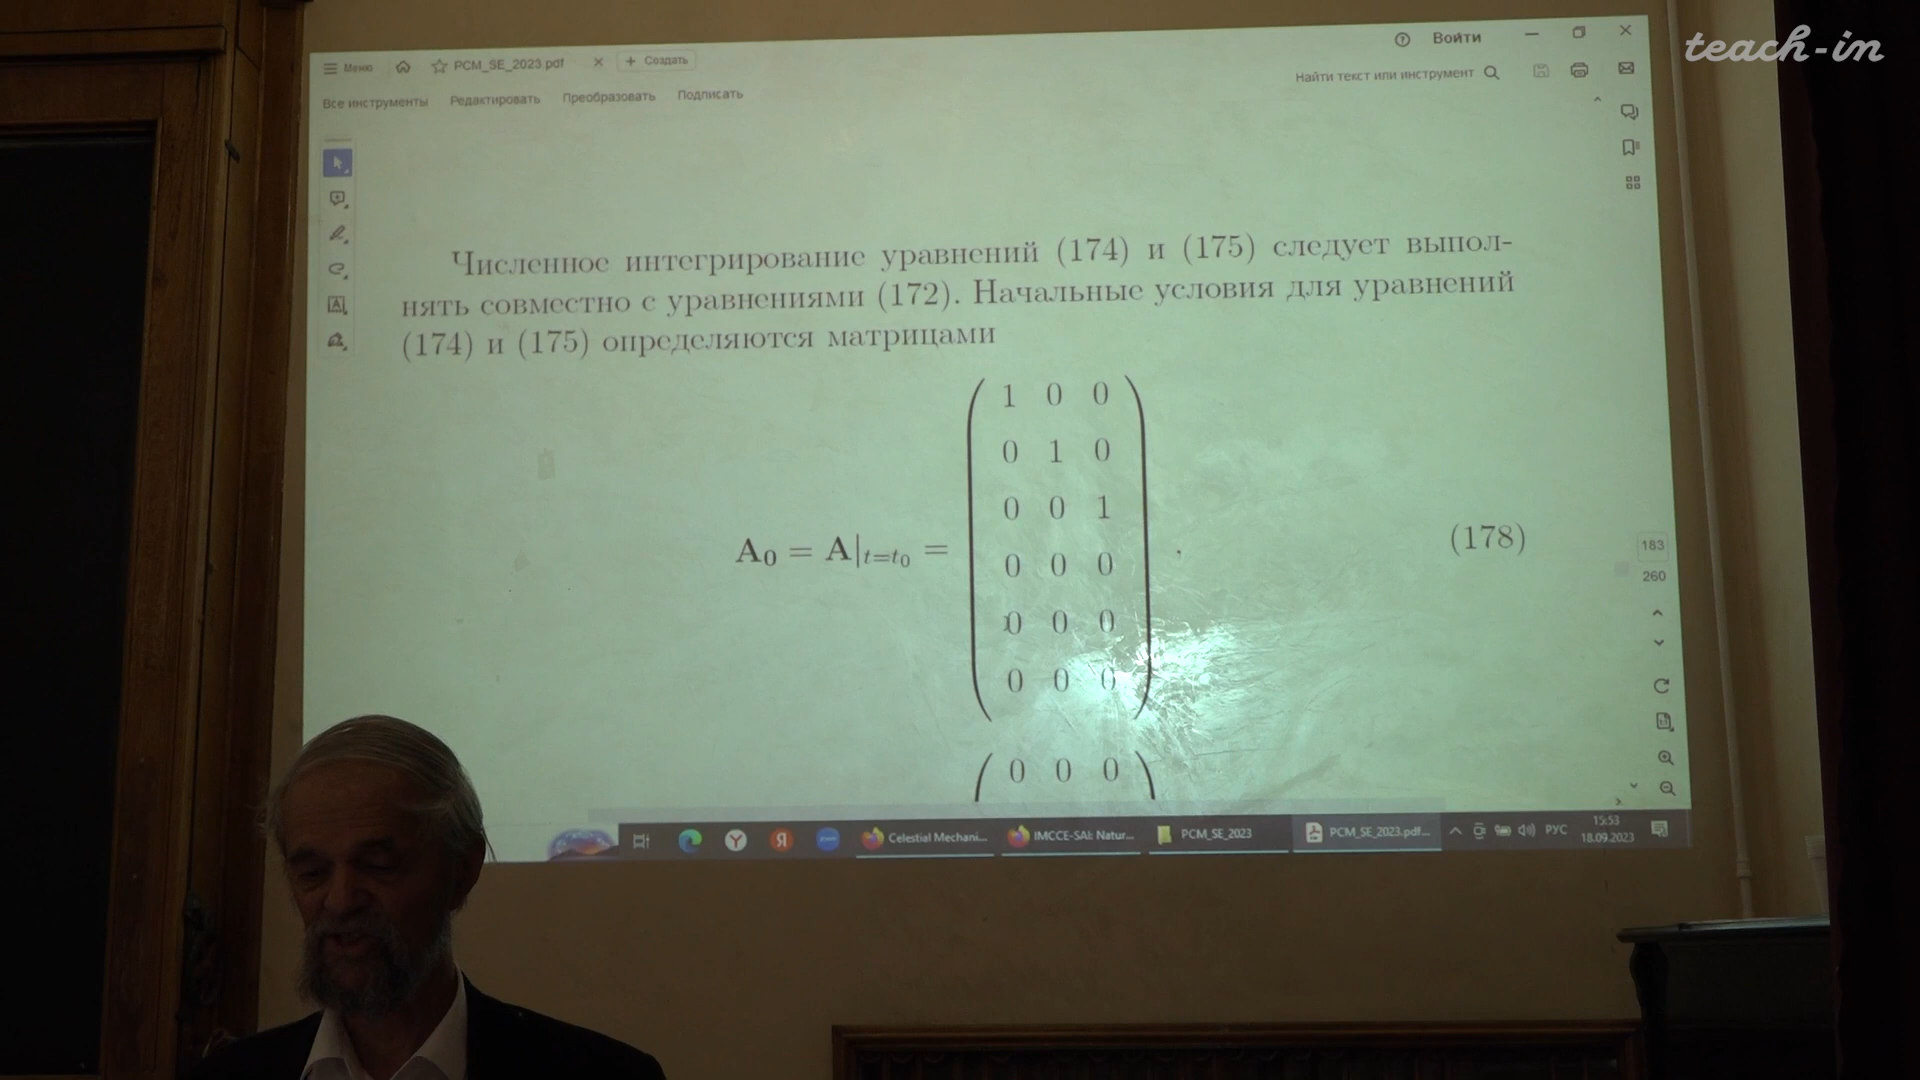 teach-in
Войти
Меню PCM_SE_2023.pdf × + Создать
Найти текст или инструмент
Все инструменты Редактировать Преобразовать Подписать
Численное интегрирование уравнений (174) и (175) следует выпол-
нять совместно с уравнениями (172). Начальные условия для уравнений
(174) и (175) определяются матрицами
1 0 0
0 1 0
0 0 1
A₀ = A|t=t₀ = . (178)
0 0 0
0 0 0
0 0 0
0 0 0
183
260
Celestial Mechani... IMCCE-SAI: Natur... PCM_SE_2023 PCM_SE_2023.pdf... РУС 15:53
18.09.2023